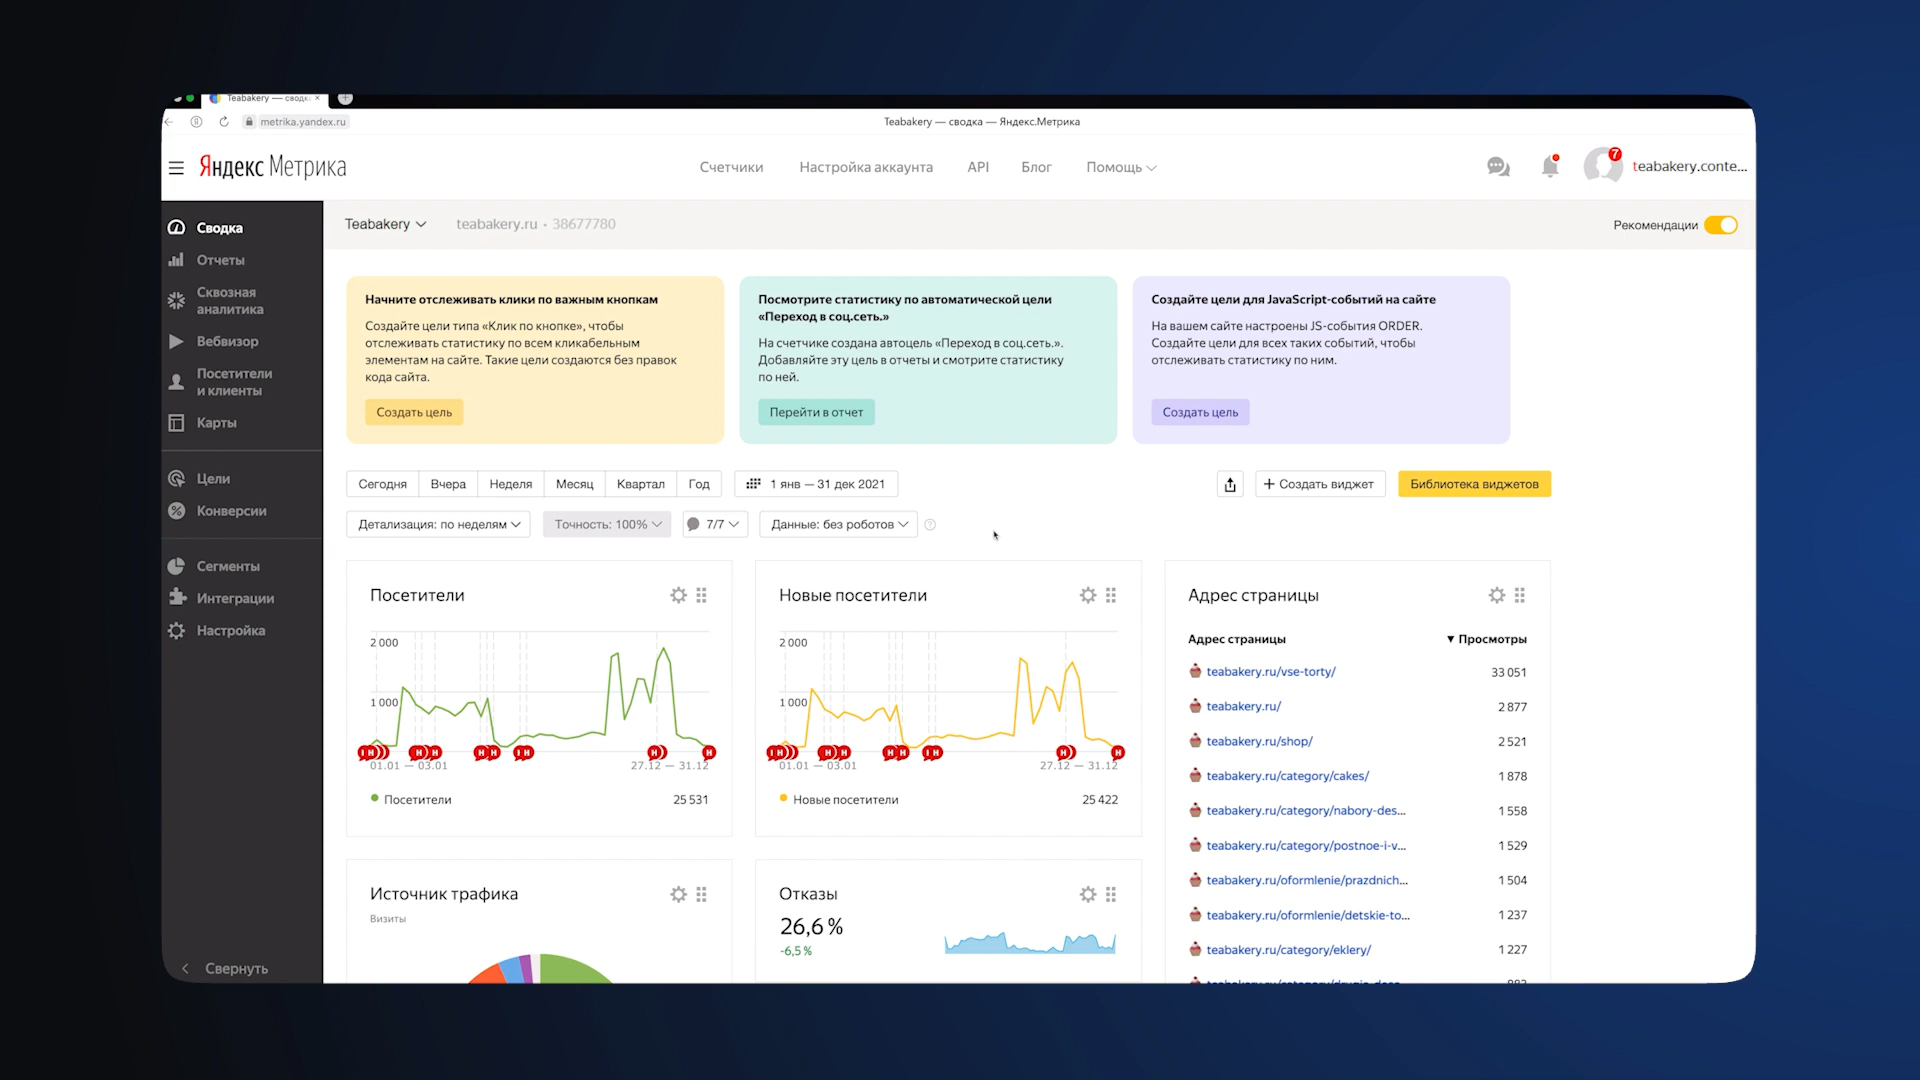 Teabakery — сводка
metrika.yandex.ru
Teabakery — сводка — Яндекс.Метрика
Яндекс Метрика
Счетчики
Настройка аккаунта
API
Блог
Помощь
7
teabakery.conte...
Сводка
Отчеты
Сквозная
аналитика
Вебвизор
Посетители
и клиенты
Карты
Цели
Конверсии
Сегменты
Интеграции
Настройка
Свернуть
Teabakery
teabakery.ru • 38677780
Рекомендации
Начните отслеживать клики по важным кнопкам
Создайте цели типа «Клик по кнопке», чтобы
отслеживать статистику по всем кликабельным
элементам на сайте. Такие цели создаются без правок
кода сайта.
Создать цель
Посмотрите статистику по автоматической цели
«Переход в соц.сеть.»
На счетчике создана автоцель «Переход в соц.сеть.».
Добавляйте эту цель в отчеты и смотрите статистику
по ней.
Перейти в отчет
Создайте цели для JavaScript-событий на сайте
На вашем сайте настроены JS-события ORDER.
Создайте цели для всех таких событий, чтобы
отслеживать статистику по ним.
Создать цель
Сегодня
Вчера
Неделя
Месяц
Квартал
Год
1 янв — 31 дек 2021
+ Создать виджет
Библиотека виджетов
Детализация: по неделям
Точность: 100%
7/7
Данные: без роботов
?
Посетители
2 000
1 000
I H H H H H I H H H
01.01 — 03.01
27.12 — 31.12
Посетители
25 531
Новые посетители
2 000
1 000
I H H H H H I H H H
01.01 — 03.01
27.12 — 31.12
Новые посетители
25 422
Адрес страницы
Адрес страницы
▼ Просмотры
teabakery.ru/vse-torty/
33 051
teabakery.ru/
2 877
teabakery.ru/shop/
2 521
teabakery.ru/category/cakes/
1 878
teabakery.ru/category/nabory-des...
1 558
teabakery.ru/category/postnoe-i-v...
1 529
teabakery.ru/oformlenie/prazdnich...
1 504
teabakery.ru/oformlenie/detskie-to...
1 237
teabakery.ru/category/eklery/
1 227
Источник трафика
Визиты
Отказы
26,6 %
-6,5 %